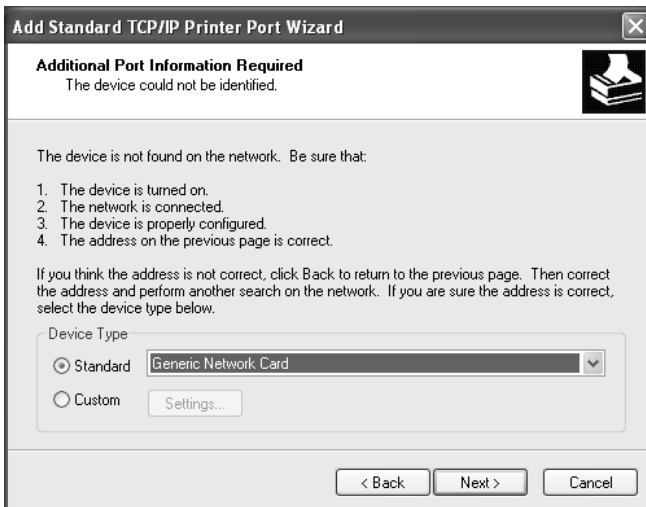 Add Standard TCP/IP Printer Port Wizard
Additional Port Information Required
The device could not be identified.
The device is not found on the network. Be sure that:
1. The device is turned on.
2. The network is connected.
3. The device is properly configured.
4. The address on the previous page is correct.
If you think the address is not correct, click Back to return to the previous page. Then correct
the address and perform another search on the network. If you are sure the address is correct,
select the device type below.
Device Type
Standard Generic Network Card
Custom Settings...
< Back Next > Cancel